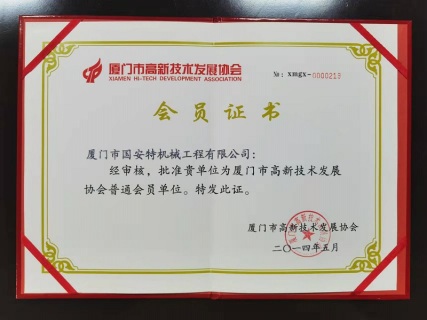 厦门市高新技术发展协会
XIAMEN HI-TECH DEVELOPMENT ASSOCIATION
№：xmgx-0000213
会员证书
厦门市国安特机械工程有限公司：
经审核，批准贵单位为厦门市高新技术发展
协会普通会员单位。特发此证。
厦门市高新技术发展协会
二〇一四年五月